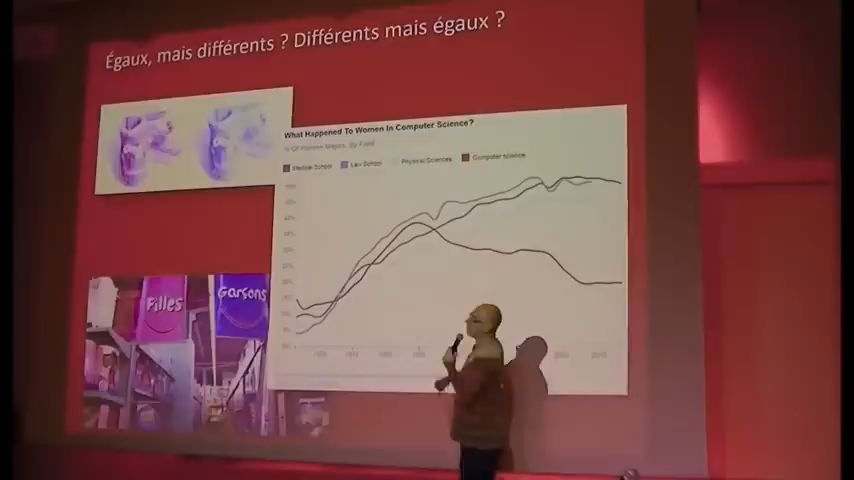 Égaux, mais différents ? Différents mais égaux ?
What Happened To Women In Computer Science?
% Of Women Majors, By Field
Medical School
Law School
Physical Sciences
Computer Science
Filles
Garçons